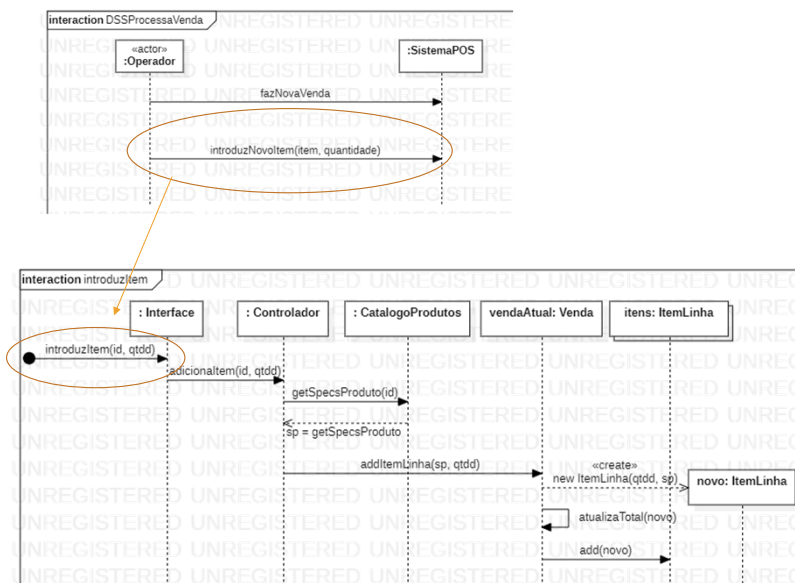 interaction DSSProcessaVenda
«actor»
:Operador
:SistemaPOS
fazNovaVenda
introduzNovoItem(item, quantidade)
interaction introduzItem
: Interface
: Controlador
: CatalogoProdutos
vendaAtual: Venda
itens: ItemLinha
introduzItem(id, qtdd)
adicionaItem(id, qtdd)
getSpecsProduto(id)
sp = getSpecsProduto
addItemLinha(sp, qtdd)
«create»
new ItemLinha(qtdd, sp)
novo: ItemLinha
atualizaTotal(novo)
add(novo)
UNREGISTERED